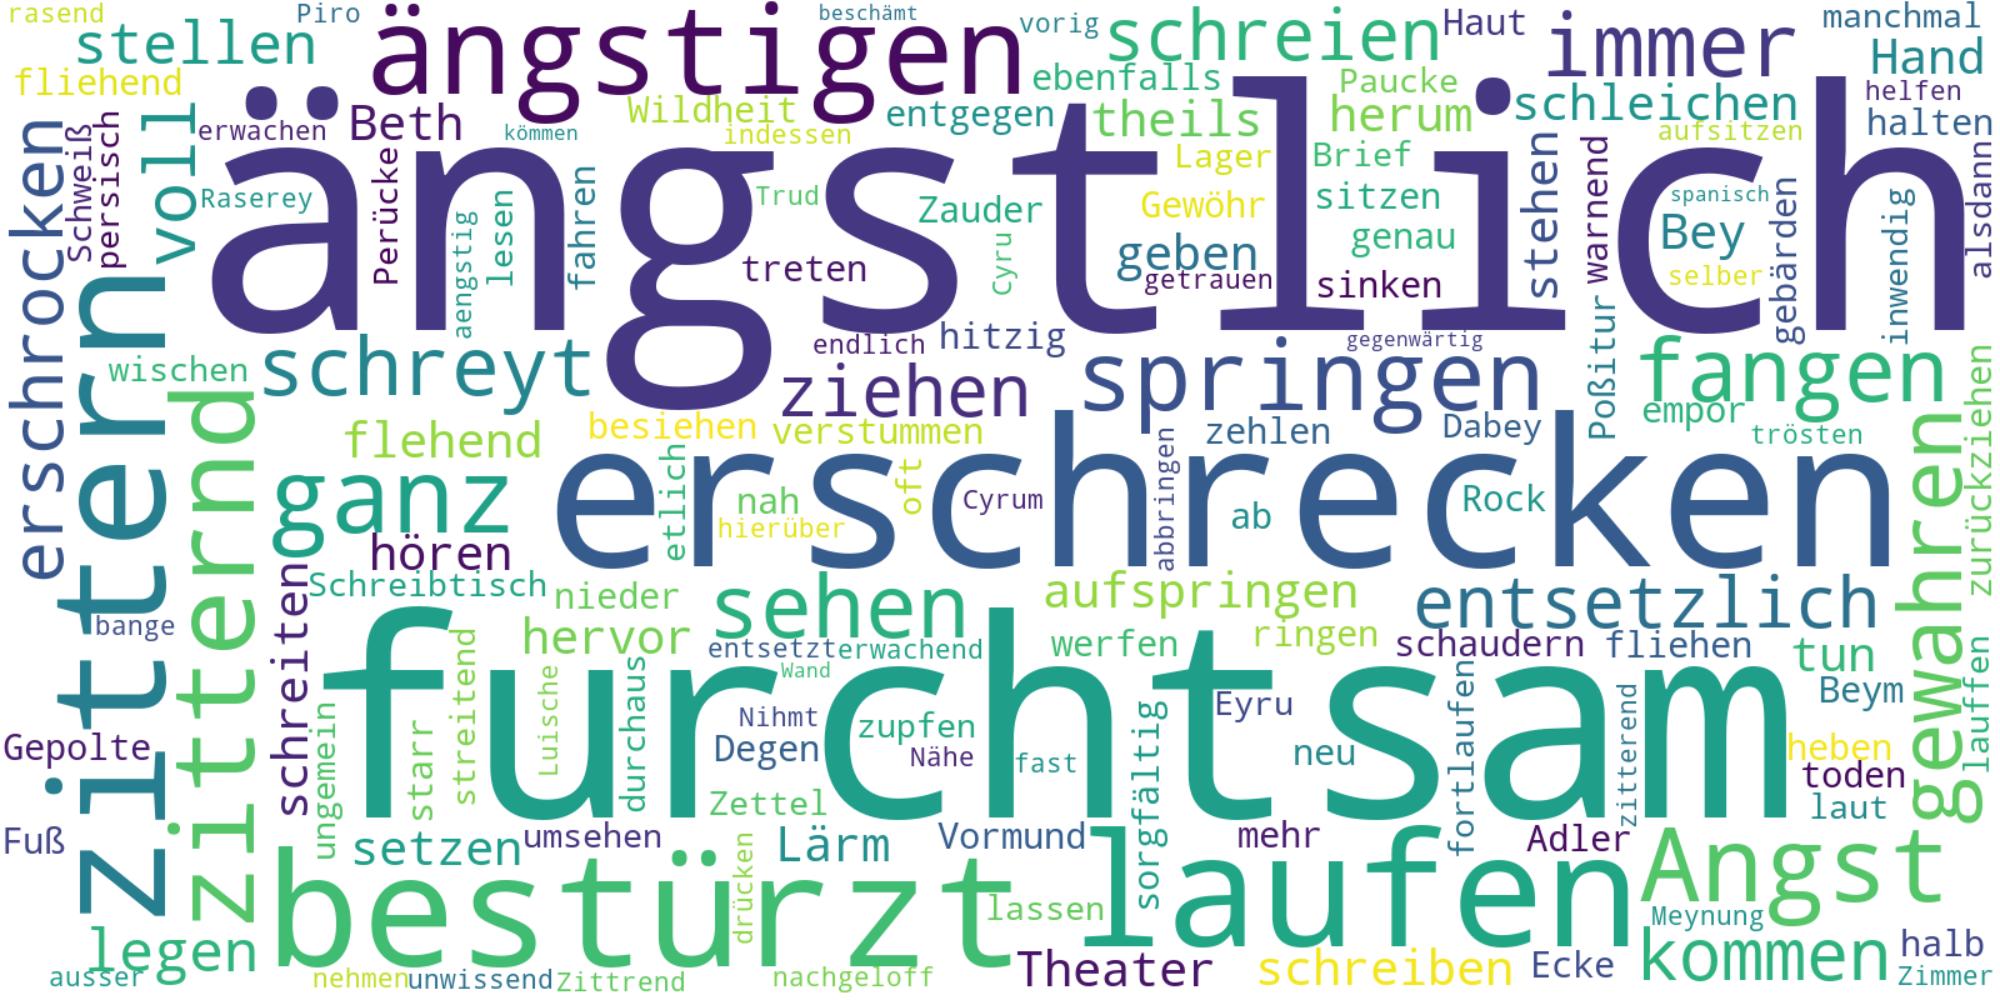 rasend
Piro
ängstigen
beschämt
vorig
schreien
Haut
immer
manchmal
stellen
Hand
fliehend
ebenfalls
Paucke
helfen
Wildheit
entgegen
theils
herum
schleichen
halten
erwachen
Beth
kömmen
indessen
aufsitzen
erschrocken
Schweiß
persisch
voll
ängstlich
Perücke
Raserey
aengstig
lesen
fahren
Trud
Zauder
Cyru
Lager
Brief
Gewöhr
sitzen
stehen
warnend
spanisch
Bey
gebärden
inwendig
alsdann
treten
geben
genau
getrauen
sinken
selber
zittern
zitternd
wischen
schreyt
endlich
hitzig
gegenwärtig
Poßitur
fangen
ziehen
springen
empor
zurückziehen
flehend
besiehen
verstummen
zehlen
Dabey
trösten
ganz
erschrecken
etlich
nah
oft
Cyrum
abbringen
ab
Rock
gewahren
hierüber
hören
Schreibtisch
nieder
sehen
aufspringen
entsetzlich
bange
schreiten
hervor
entsetzt
erwachend
werfen
ringen
schaudern
fliehen
tun
lauffen
furchtsam
Wand
streitend
Luische
durchaus
Beym
Nihmt
zupfen
Eyru
fortlaufen
zitterend
Gepolte
ungemein
starr
Degen
Nähe
fast
sorgfältig
neu
heben
toden
Zettel
laut
Fuß
setzen
umsehen
Lärm
Vormund
mehr
Adler
Angst
bestürzt
drücken
laufen
lassen
Meynung
legen
kommen
halb
ausser
nehmen
unwissend
Zittrend
nachgeloff
Theater
schreiben
Ecke
Zimmer